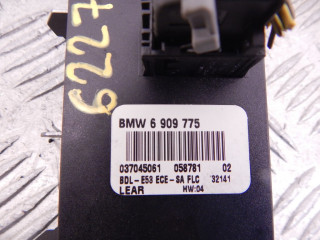 6227
BMW 6 909 775
037045061 058781 02
BDL-E53 ECE-SA FLC 32141
LEAR HW:04